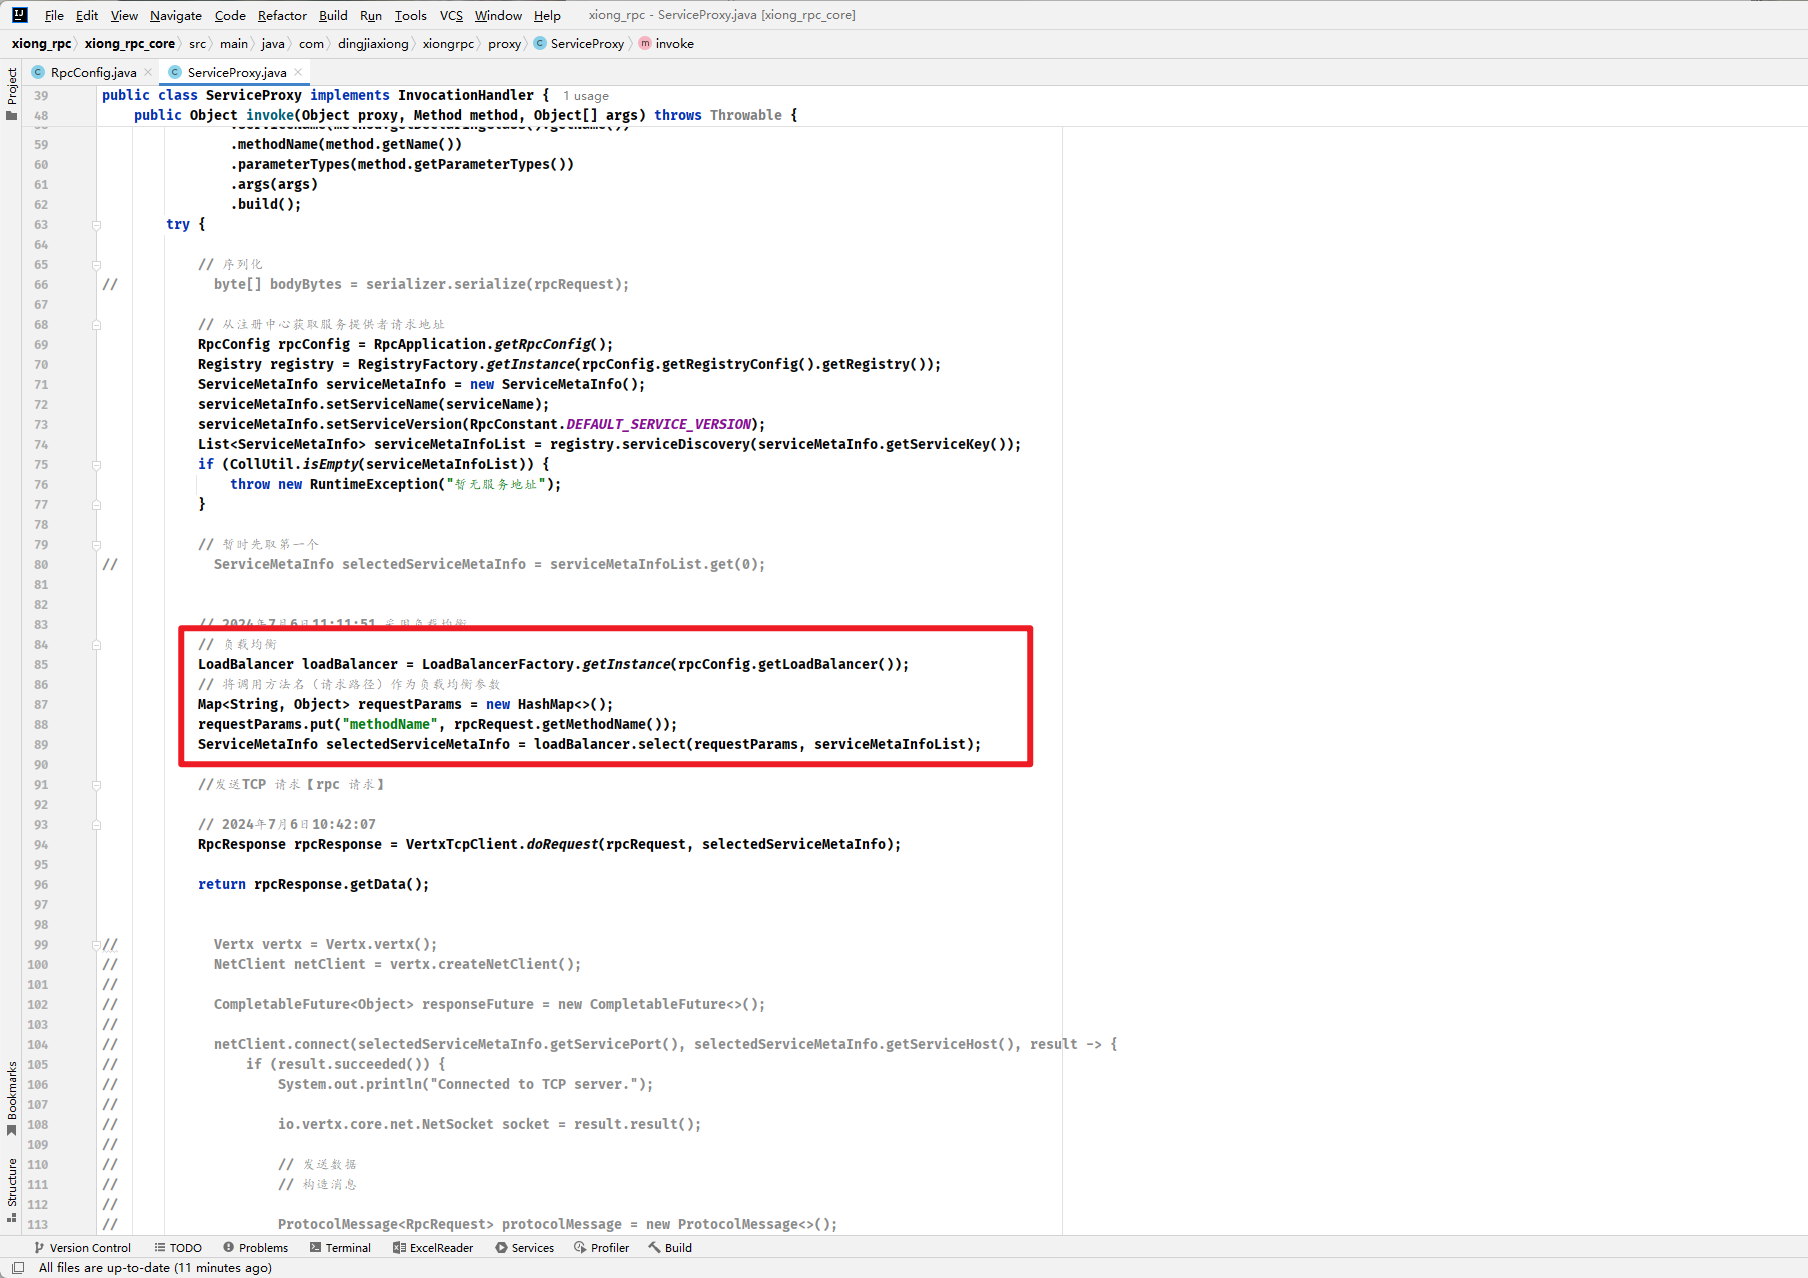 File Edit View Navigate Code Refactor Build Run Tools VCS Window Help xiong_rpc - ServiceProxy.java [xiong_rpc_core]
xiong_rpc xiong_rpc_core src main java com dingjiaxiong xiongrpc proxy ServiceProxy invoke
RpcConfig.java ServiceProxy.java
Project
39 public class ServiceProxy implements InvocationHandler { 1 usage
48 public Object invoke(Object proxy, Method method, Object[] args) throws Throwable {
58 .serviceName(method.getDeclaringClass().getName())
59 .methodName(method.getName())
60 .parameterTypes(method.getParameterTypes())
61 .args(args)
62 .build();
63 try {
64
65 // 序列化
66 // byte[] bodyBytes = serializer.serialize(rpcRequest);
67
68 // 从注册中心获取服务提供者请求地址
69 RpcConfig rpcConfig = RpcApplication.getRpcConfig();
70 Registry registry = RegistryFactory.getInstance(rpcConfig.getRegistryConfig().getRegistry());
71 ServiceMetaInfo serviceMetaInfo = new ServiceMetaInfo();
72 serviceMetaInfo.setServiceName(serviceName);
73 serviceMetaInfo.setServiceVersion(RpcConstant.DEFAULT_SERVICE_VERSION);
74 List<ServiceMetaInfo> serviceMetaInfoList = registry.serviceDiscovery(serviceMetaInfo.getServiceKey());
75 if (CollUtil.isEmpty(serviceMetaInfoList)) {
76 throw new RuntimeException("暂无服务地址");
77 }
78
79 // 暂时先取第一个
80 // ServiceMetaInfo selectedServiceMetaInfo = serviceMetaInfoList.get(0);
81
82
83 // 2024年7月6日11:11:51 采用负载均衡
84 // 负载均衡
85 LoadBalancer loadBalancer = LoadBalancerFactory.getInstance(rpcConfig.getLoadBalancer());
86 // 将调用方法名（请求路径）作为负载均衡参数
87 Map<String, Object> requestParams = new HashMap<>();
88 requestParams.put("methodName", rpcRequest.getMethodName());
89 ServiceMetaInfo selectedServiceMetaInfo = loadBalancer.select(requestParams, serviceMetaInfoList);
90
91 //发送TCP 请求【rpc 请求】
92
93 // 2024年7月6日10:42:07
94 RpcResponse rpcResponse = VertxTcpClient.doRequest(rpcRequest, selectedServiceMetaInfo);
95
96 return rpcResponse.getData();
97
98
99 // Vertx vertx = Vertx.vertx();
100 // NetClient netClient = vertx.createNetClient();
101 //
102 // CompletableFuture<Object> responseFuture = new CompletableFuture<>();
103 //
104 // netClient.connect(selectedServiceMetaInfo.getServicePort(), selectedServiceMetaInfo.getServiceHost(), result -> {
105 // if (result.succeeded()) {
106 // System.out.println("Connected to TCP server.");
107 //
108 // io.vertx.core.net.NetSocket socket = result.result();
109 //
110 // // 发送数据
111 // // 构造消息
112 //
113 // ProtocolMessage<RpcRequest> protocolMessage = new ProtocolMessage<>();
Bookmarks
Structure
Version Control TODO Problems Terminal ExcelReader Services Profiler Build
All files are up-to-date (11 minutes ago)